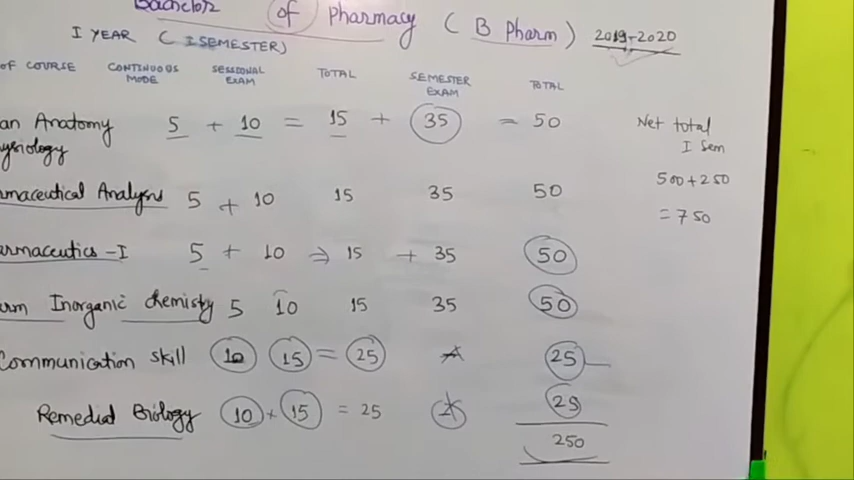 Bachelor of Pharmacy ( B Pharm ) 2019-2020
I YEAR ( I SEMESTER)
OF COURSE CONTINUOUS MODE SESSIONAL EXAM TOTAL SEMESTER EXAM TOTAL
an Anatomy 5 + 10 = 15 + 35 = 50
ysiology
Net total
I Sem
500+250
= 750
maceutical Analysis 5 + 10 15 35 50
armaceutics -I 5 + 10 ⇒ 15 + 35 50
arm Inorganic chemisty 5 10 15 35 50
Communication skill 10 15 = 25 25
Remedial Biology 10 + 15 = 25 25
250